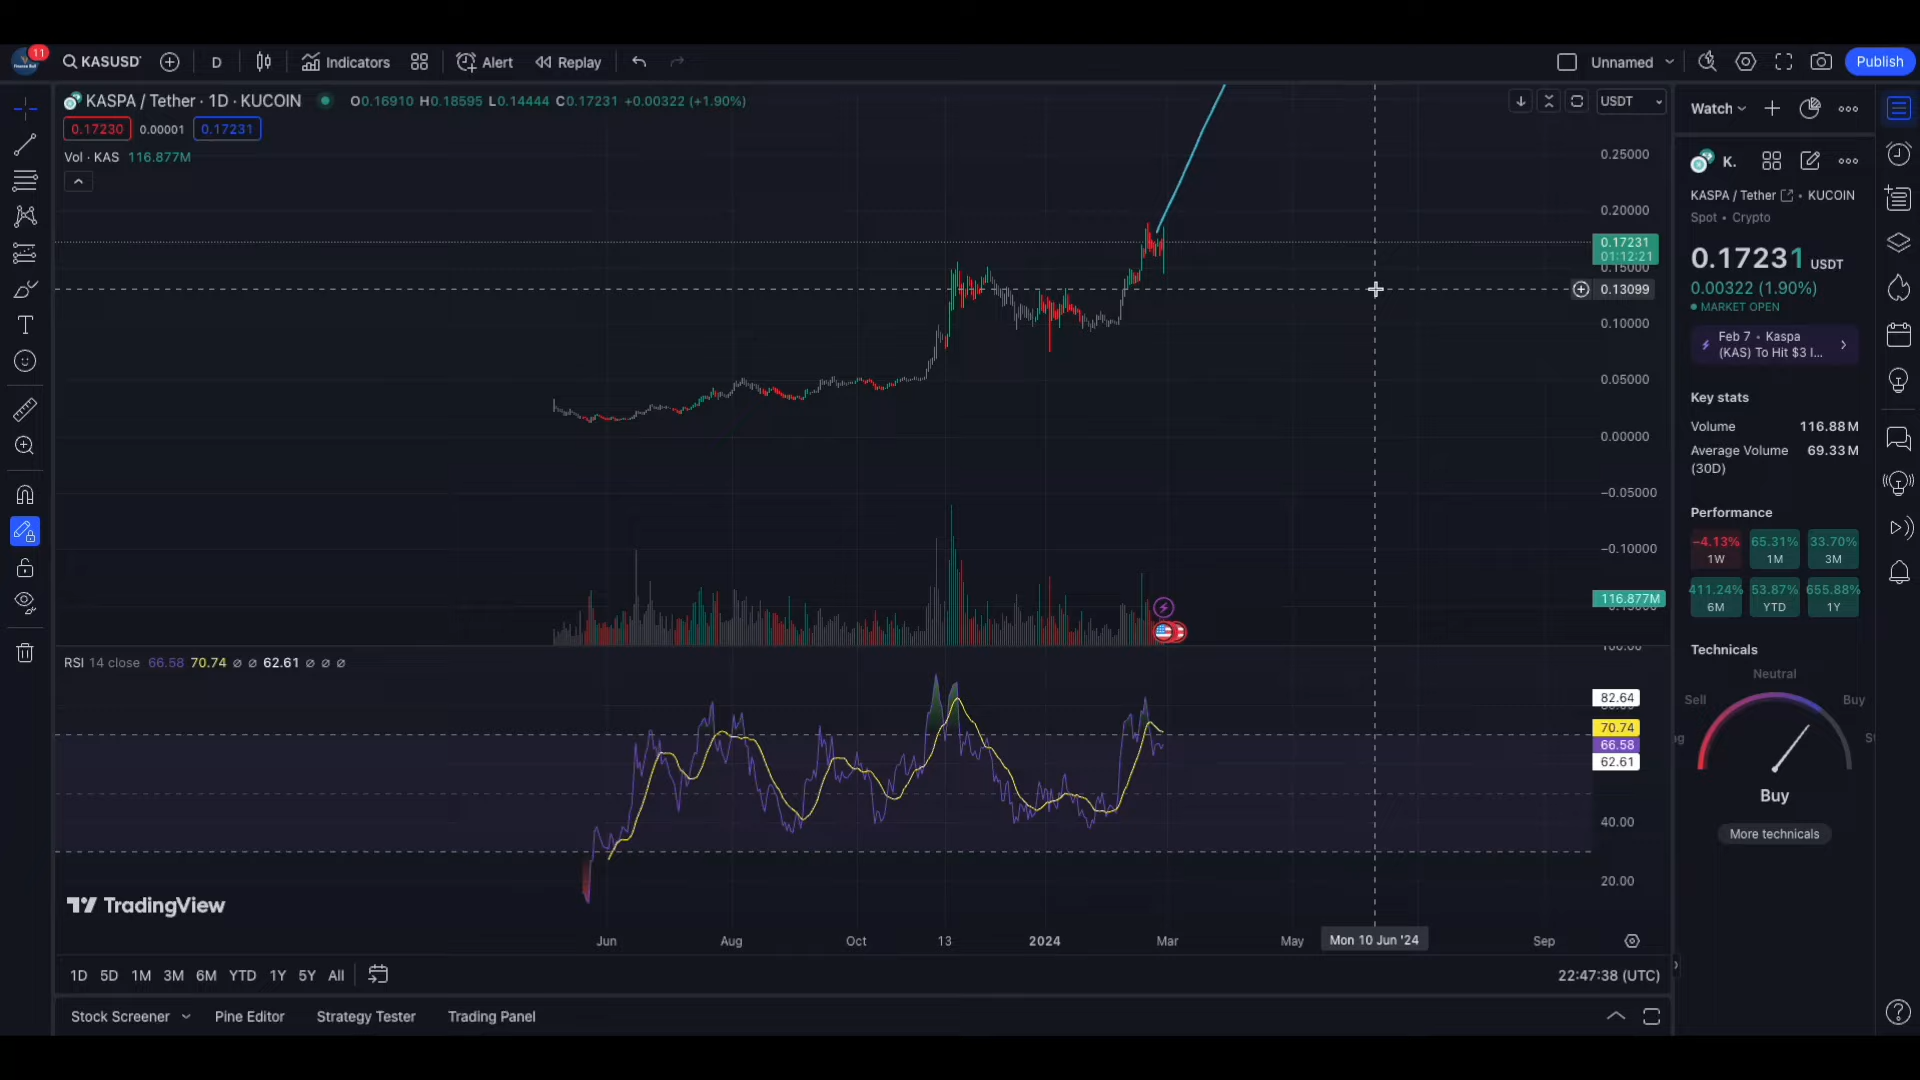 11
KASUSDT
D
Indicators
Alert
Replay
Unnamed
Publish
KASPA / Tether · 1D · KUCOIN
O0.16910 H0.18595 L0.14444 C0.17231 +0.00322 (+1.90%)
USDT
0.17230 0.00001 0.17231
Vol · KAS 116.877M
0.25000
0.20000
0.17231
01:12:21
0.15000
0.13099
0.10000
0.05000
0.00000
−0.05000
−0.10000
116.877M
RSI 14 close 66.58 70.74 ∅ ∅ 62.61 ∅ ∅ ∅
100.00
82.64
70.74
66.58
62.61
40.00
20.00
TradingView
Jun Aug Oct 13 2024 Mar May Mon 10 Jun '24 Sep
1D 5D 1M 3M 6M YTD 1Y 5Y All
22:47:38 (UTC)
Stock Screener Pine Editor Strategy Tester Trading Panel
Watch
K.
KASPA / Tether • KUCOIN
Spot • Crypto
0.17231 USDT
0.00322 (1.90%)
MARKET OPEN
Feb 7 • Kaspa
(KAS) To Hit $3 I...
Key stats
Volume 116.88M
Average Volume 69.33M
(30D)
Performance
−4.13% 65.31% 33.70%
1W 1M 3M
411.24% 53.87% 655.88%
6M YTD 1Y
Technicals
Neutral
Sell Buy
Buy
More technicals